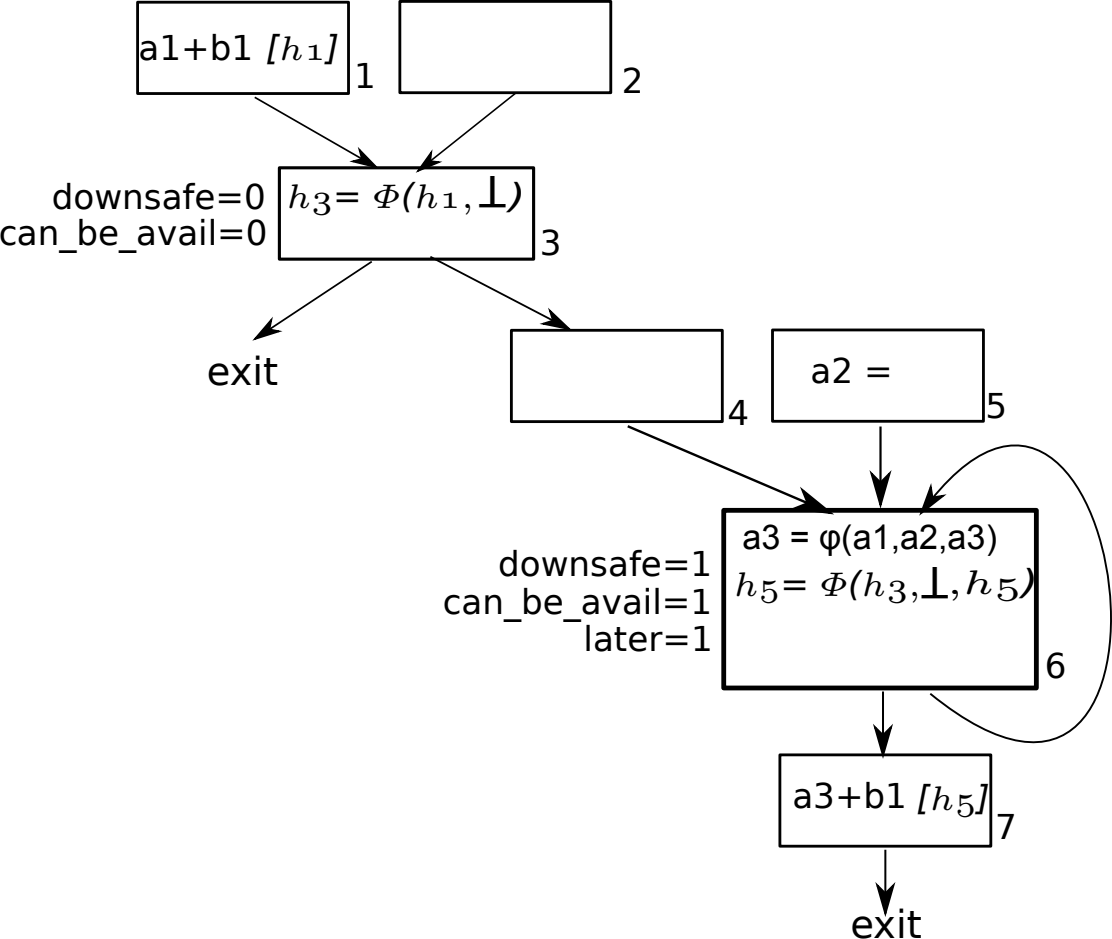 a1+b1 [h1]
1
2
downsafe=0
can_be_avail=0
h3= Φ(h1,⊥)
3
exit
4
a2 =
5
a3 = φ(a1,a2,a3)
downsafe=1
h5= Φ(h3,⊥,h5)
can_be_avail=1
later=1
6
a3+b1 [h5]
7
exit